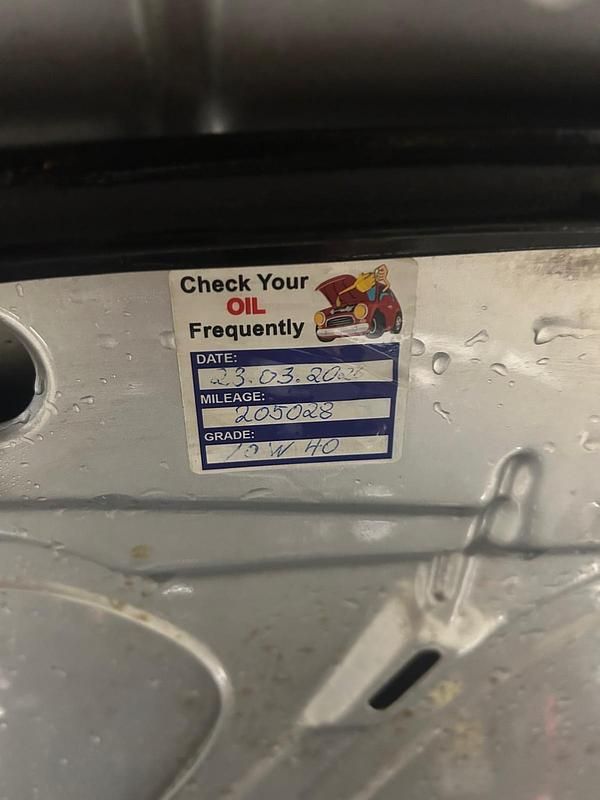 Check Your
OIL
Frequently
DATE:
MILEAGE:
205028
GRADE:
10W 40